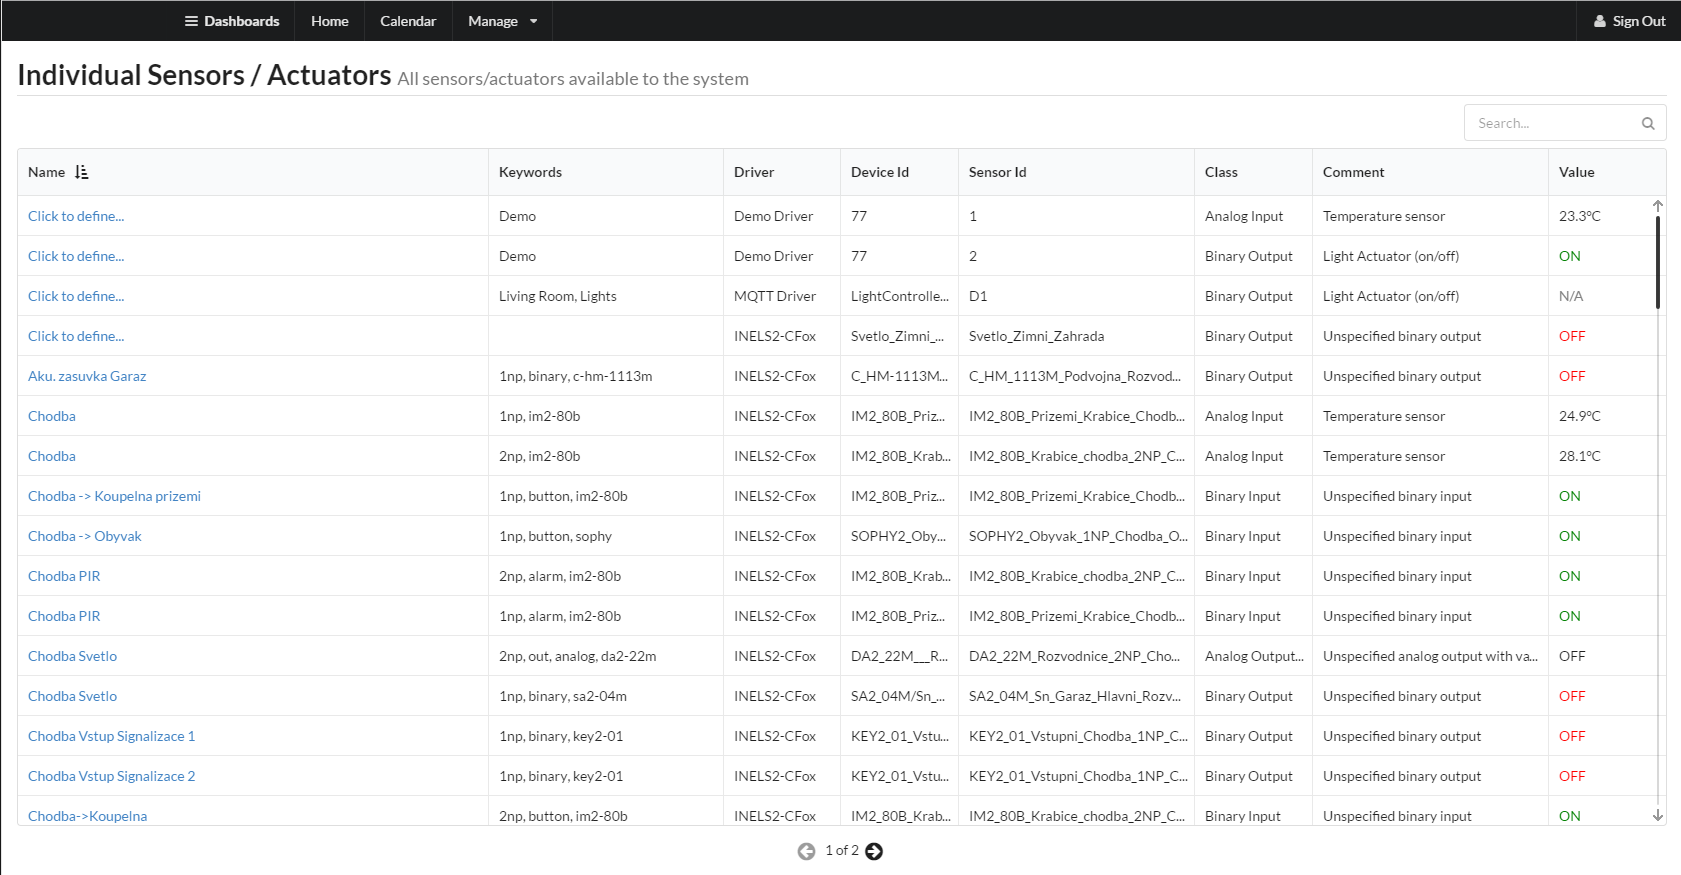 Dashboards Home Calendar Manage Sign Out
Individual Sensors / Actuators All sensors/actuators available to the system
Search...
Name Keywords Driver Device Id Sensor Id Class Comment Value
Click to define... Demo Demo Driver 77 1 Analog Input Temperature sensor 23.3°C
Click to define... Demo Demo Driver 77 2 Binary Output Light Actuator (on/off) ON
Click to define... Living Room, Lights MQTT Driver LightControlle... D1 Binary Output Light Actuator (on/off) N/A
Click to define... INELS2-CFox Svetlo_Zimni_... Svetlo_Zimni_Zahrada Binary Output Unspecified binary output OFF
Aku. zasuvka Garaz 1np, binary, c-hm-1113m INELS2-CFox C_HM-1113M... C_HM_1113M_Podvojna_Rozvod... Binary Output Unspecified binary output OFF
Chodba 1np, im2-80b INELS2-CFox IM2_80B_Priz... IM2_80B_Prizemi_Krabice_Chodb... Analog Input Temperature sensor 24.9°C
Chodba 2np, im2-80b INELS2-CFox IM2_80B_Krab... IM2_80B_Krabice_chodba_2NP_C... Analog Input Temperature sensor 28.1°C
Chodba -> Koupelna prizemi 1np, button, im2-80b INELS2-CFox IM2_80B_Priz... IM2_80B_Prizemi_Krabice_Chodb... Binary Input Unspecified binary input ON
Chodba -> Obyvak 1np, button, sophy INELS2-CFox SOPHY2_Oby... SOPHY2_Obyvak_1NP_Chodba_O... Binary Input Unspecified binary input ON
Chodba PIR 2np, alarm, im2-80b INELS2-CFox IM2_80B_Krab... IM2_80B_Krabice_chodba_2NP_C... Binary Input Unspecified binary input ON
Chodba PIR 1np, alarm, im2-80b INELS2-CFox IM2_80B_Priz... IM2_80B_Prizemi_Krabice_Chodb... Binary Input Unspecified binary input ON
Chodba Svetlo 2np, out, analog, da2-22m INELS2-CFox DA2_22M___R... DA2_22M_Rozvodnice_2NP_Cho... Analog Output... Unspecified analog output with va... OFF
Chodba Svetlo 1np, binary, sa2-04m INELS2-CFox SA2_04M/Sn_... SA2_04M_Sn_Garaz_Hlavni_Rozv... Binary Output Unspecified binary output OFF
Chodba Vstup Signalizace 1 1np, binary, key2-01 INELS2-CFox KEY2_01_Vstu... KEY2_01_Vstupni_Chodba_1NP_C... Binary Output Unspecified binary output OFF
Chodba Vstup Signalizace 2 1np, binary, key2-01 INELS2-CFox KEY2_01_Vstu... KEY2_01_Vstupni_Chodba_1NP_C... Binary Output Unspecified binary output OFF
Chodba->Koupelna 2np, button, im2-80b INELS2-CFox IM2_80B_Krab... IM2_80B_Krabice_chodba_2NP_C... Binary Input Unspecified binary input ON
1 of 2